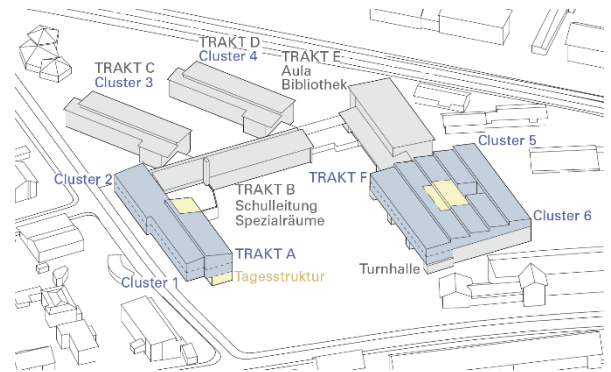 TRAKT D
Cluster 4
TRAKT E
Aula
Bibliothek
TRAKT C
Cluster 3
Cluster 5
Cluster 2
TRAKT F
TRAKT B
Schulleitung
Spezialräume
Cluster 6
TRAKT A
Tagesstruktur
Turnhalle
Cluster 1